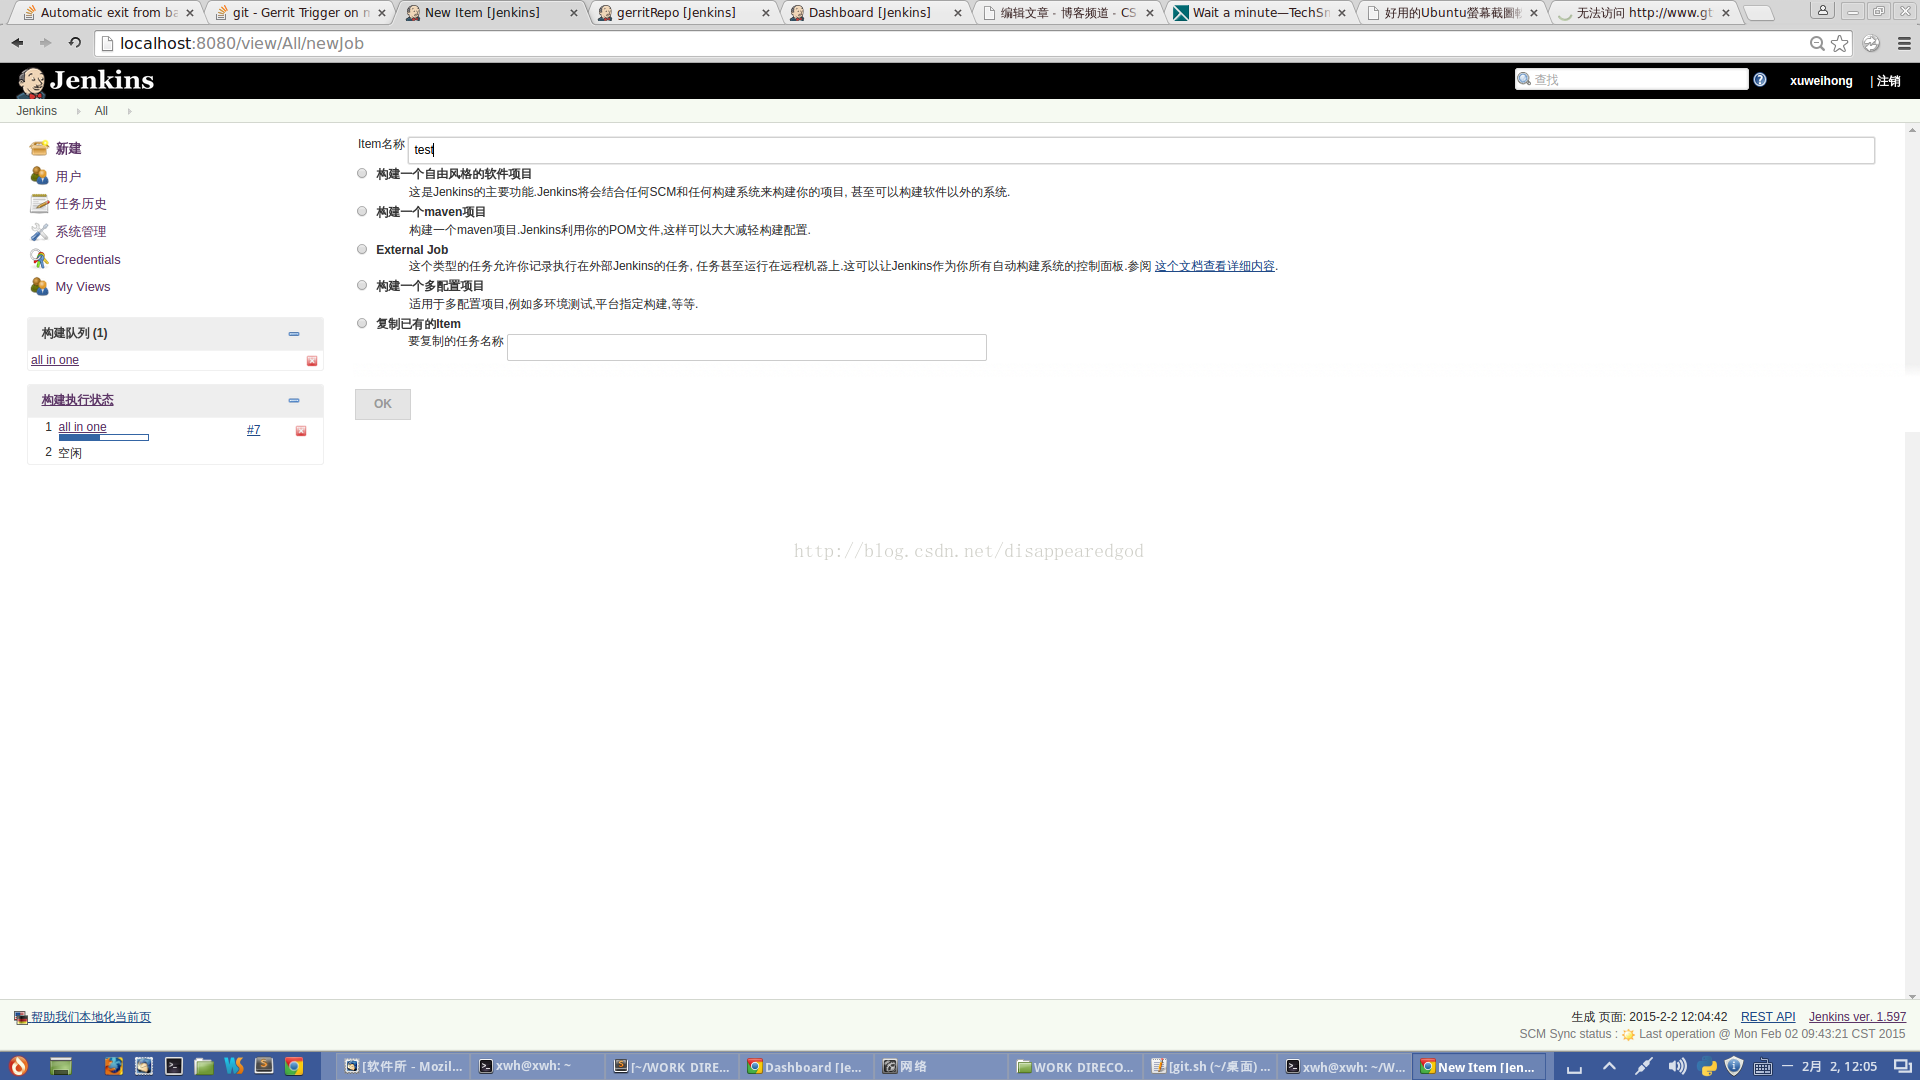 Automatic exit from ba
git - Gerrit Trigger on n
New Item [Jenkins]
gerritRepo [Jenkins]
Dashboard [Jenkins]
编辑文章 - 博客频道 - CS
Wait a minute—TechSm
好用的Ubuntu螢幕截圖軟
无法访问 http://www.gt
localhost:8080/view/All/newJob
Jenkins
查找
xuweihong
| 注销
Jenkins
All
新建
用户
任务历史
系统管理
Credentials
My Views
构建队列 (1)
all in one
构建执行状态
1 all in one #7
2 空闲
Item名称 test
构建一个自由风格的软件项目
这是Jenkins的主要功能.Jenkins将会结合任何SCM和任何构建系统来构建你的项目, 甚至可以构建软件以外的系统.
构建一个maven项目
构建一个maven项目.Jenkins利用你的POM文件,这样可以大大减轻构建配置.
External Job
这个类型的任务允许你记录执行在外部Jenkins的任务, 任务甚至运行在远程机器上.这可以让Jenkins作为你所有自动构建系统的控制面板.参阅 这个文档查看详细内容.
构建一个多配置项目
适用于多配置项目,例如多环境测试,平台指定构建,等等.
复制已有的Item
要复制的任务名称
OK
http://blog.csdn.net/disappearedgod
帮助我们本地化当前页
生成 页面: 2015-2-2 12:04:42 REST API Jenkins ver. 1.597
SCM Sync status : Last operation @ Mon Feb 02 09:43:21 CST 2015
[软件所 - Mozil...
xwh@xwh: ~
[~/WORK DIRE...
Dashboard [Je...
网络
WORK DIRECO...
[git.sh (~/桌面) ...
xwh@xwh: ~/W...
New Item [Jen...
一 2月 2, 12:05